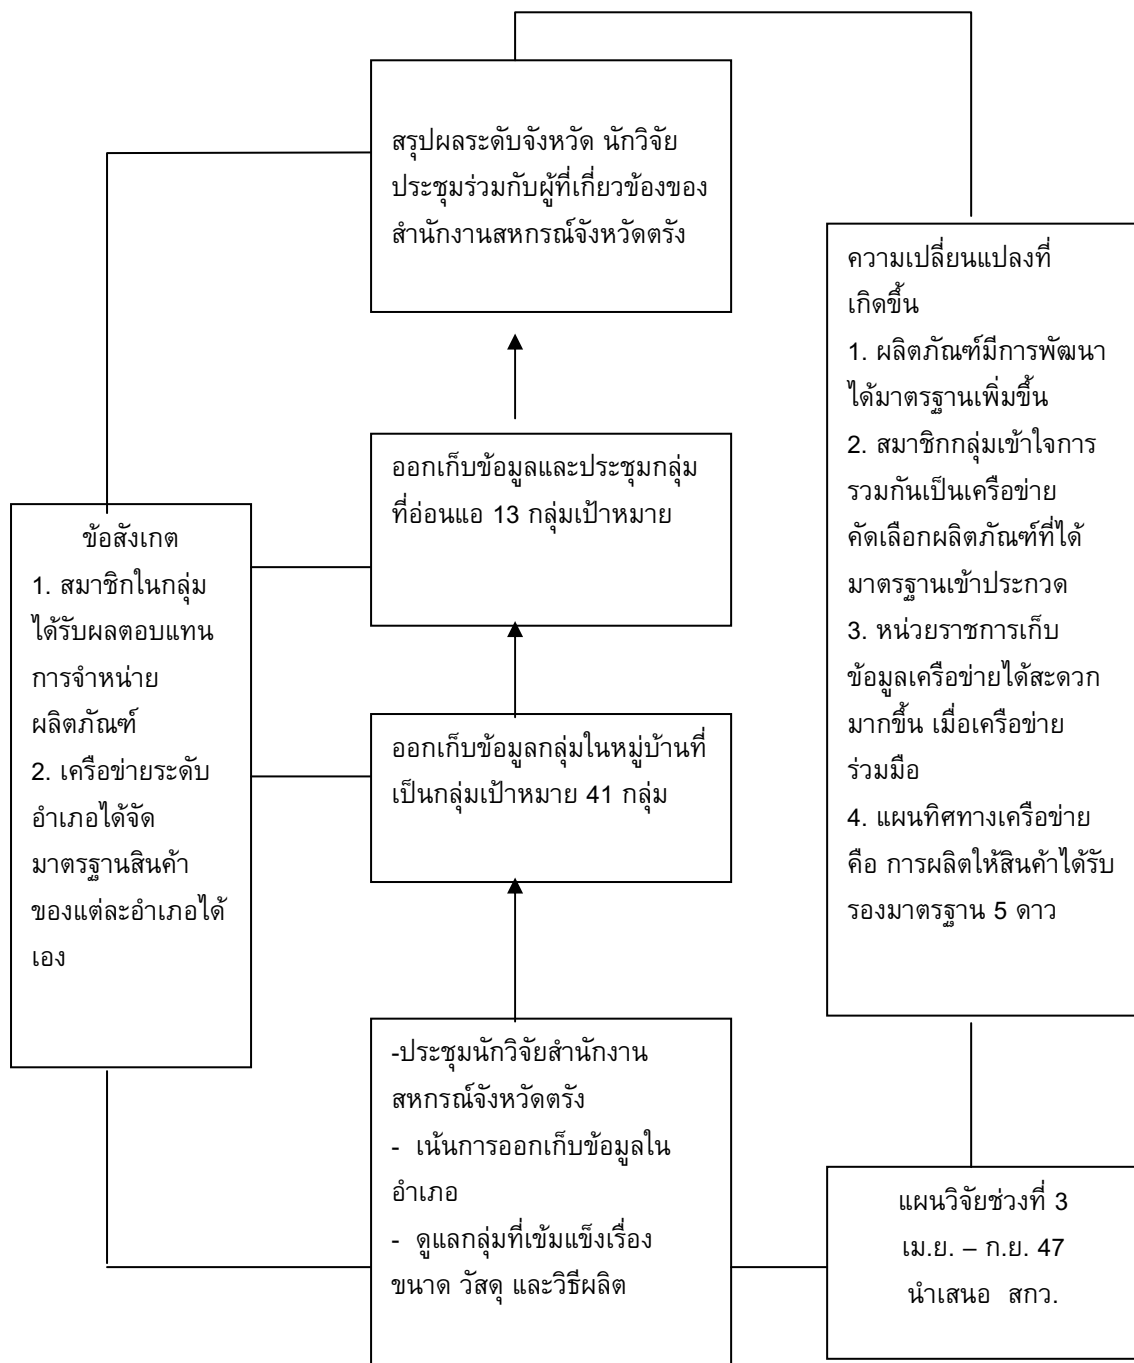 สรุปผลระดับจังหวัด นักวิจัย
ประชุมร่วมกับผู้ที่เกี่ยวข้องของ
สำนักงานสหกรณ์จังหวัดตรัง
ออกเก็บข้อมูลและประชุมกลุ่ม
ที่อ่อนแอ 13 กลุ่มเป้าหมาย
ออกเก็บข้อมูลกลุ่มในหมู่บ้านที่
เป็นกลุ่มเป้าหมาย 41 กลุ่ม
-ประชุมนักวิจัยสำนักงาน
สหกรณ์จังหวัดตรัง
- เน้นการออกเก็บข้อมูลใน
อำเภอ
- ดูแลกลุ่มที่เข้มแข็งเรื่อง
ขนาด วัสดุ และวิธีผลิต
ข้อสังเกต
1. สมาชิกในกลุ่ม
ได้รับผลตอบแทน
การจำหน่าย
ผลิตภัณฑ์
2. เครือข่ายระดับ
อำเภอได้จัด
มาตรฐานสินค้า
ของแต่ละอำเภอได้
เอง
ความเปลี่ยนแปลงที่
เกิดขึ้น
1. ผลิตภัณฑ์มีการพัฒนา
ได้มาตรฐานเพิ่มขึ้น
2. สมาชิกกลุ่มเข้าใจการ
รวมกันเป็นเครือข่าย
คัดเลือกผลิตภัณฑ์ที่ได้
มาตรฐานเข้าประกวด
3. หน่วยราชการเก็บ
ข้อมูลเครือข่ายได้สะดวก
มากขึ้น เมื่อเครือข่าย
ร่วมมือ
4. แผนทิศทางเครือข่าย
คือ การผลิตให้สินค้าได้รับ
รองมาตรฐาน 5 ดาว
แผนวิจัยช่วงที่ 3
เม.ย. – ก.ย. 47
นำเสนอ สกว.